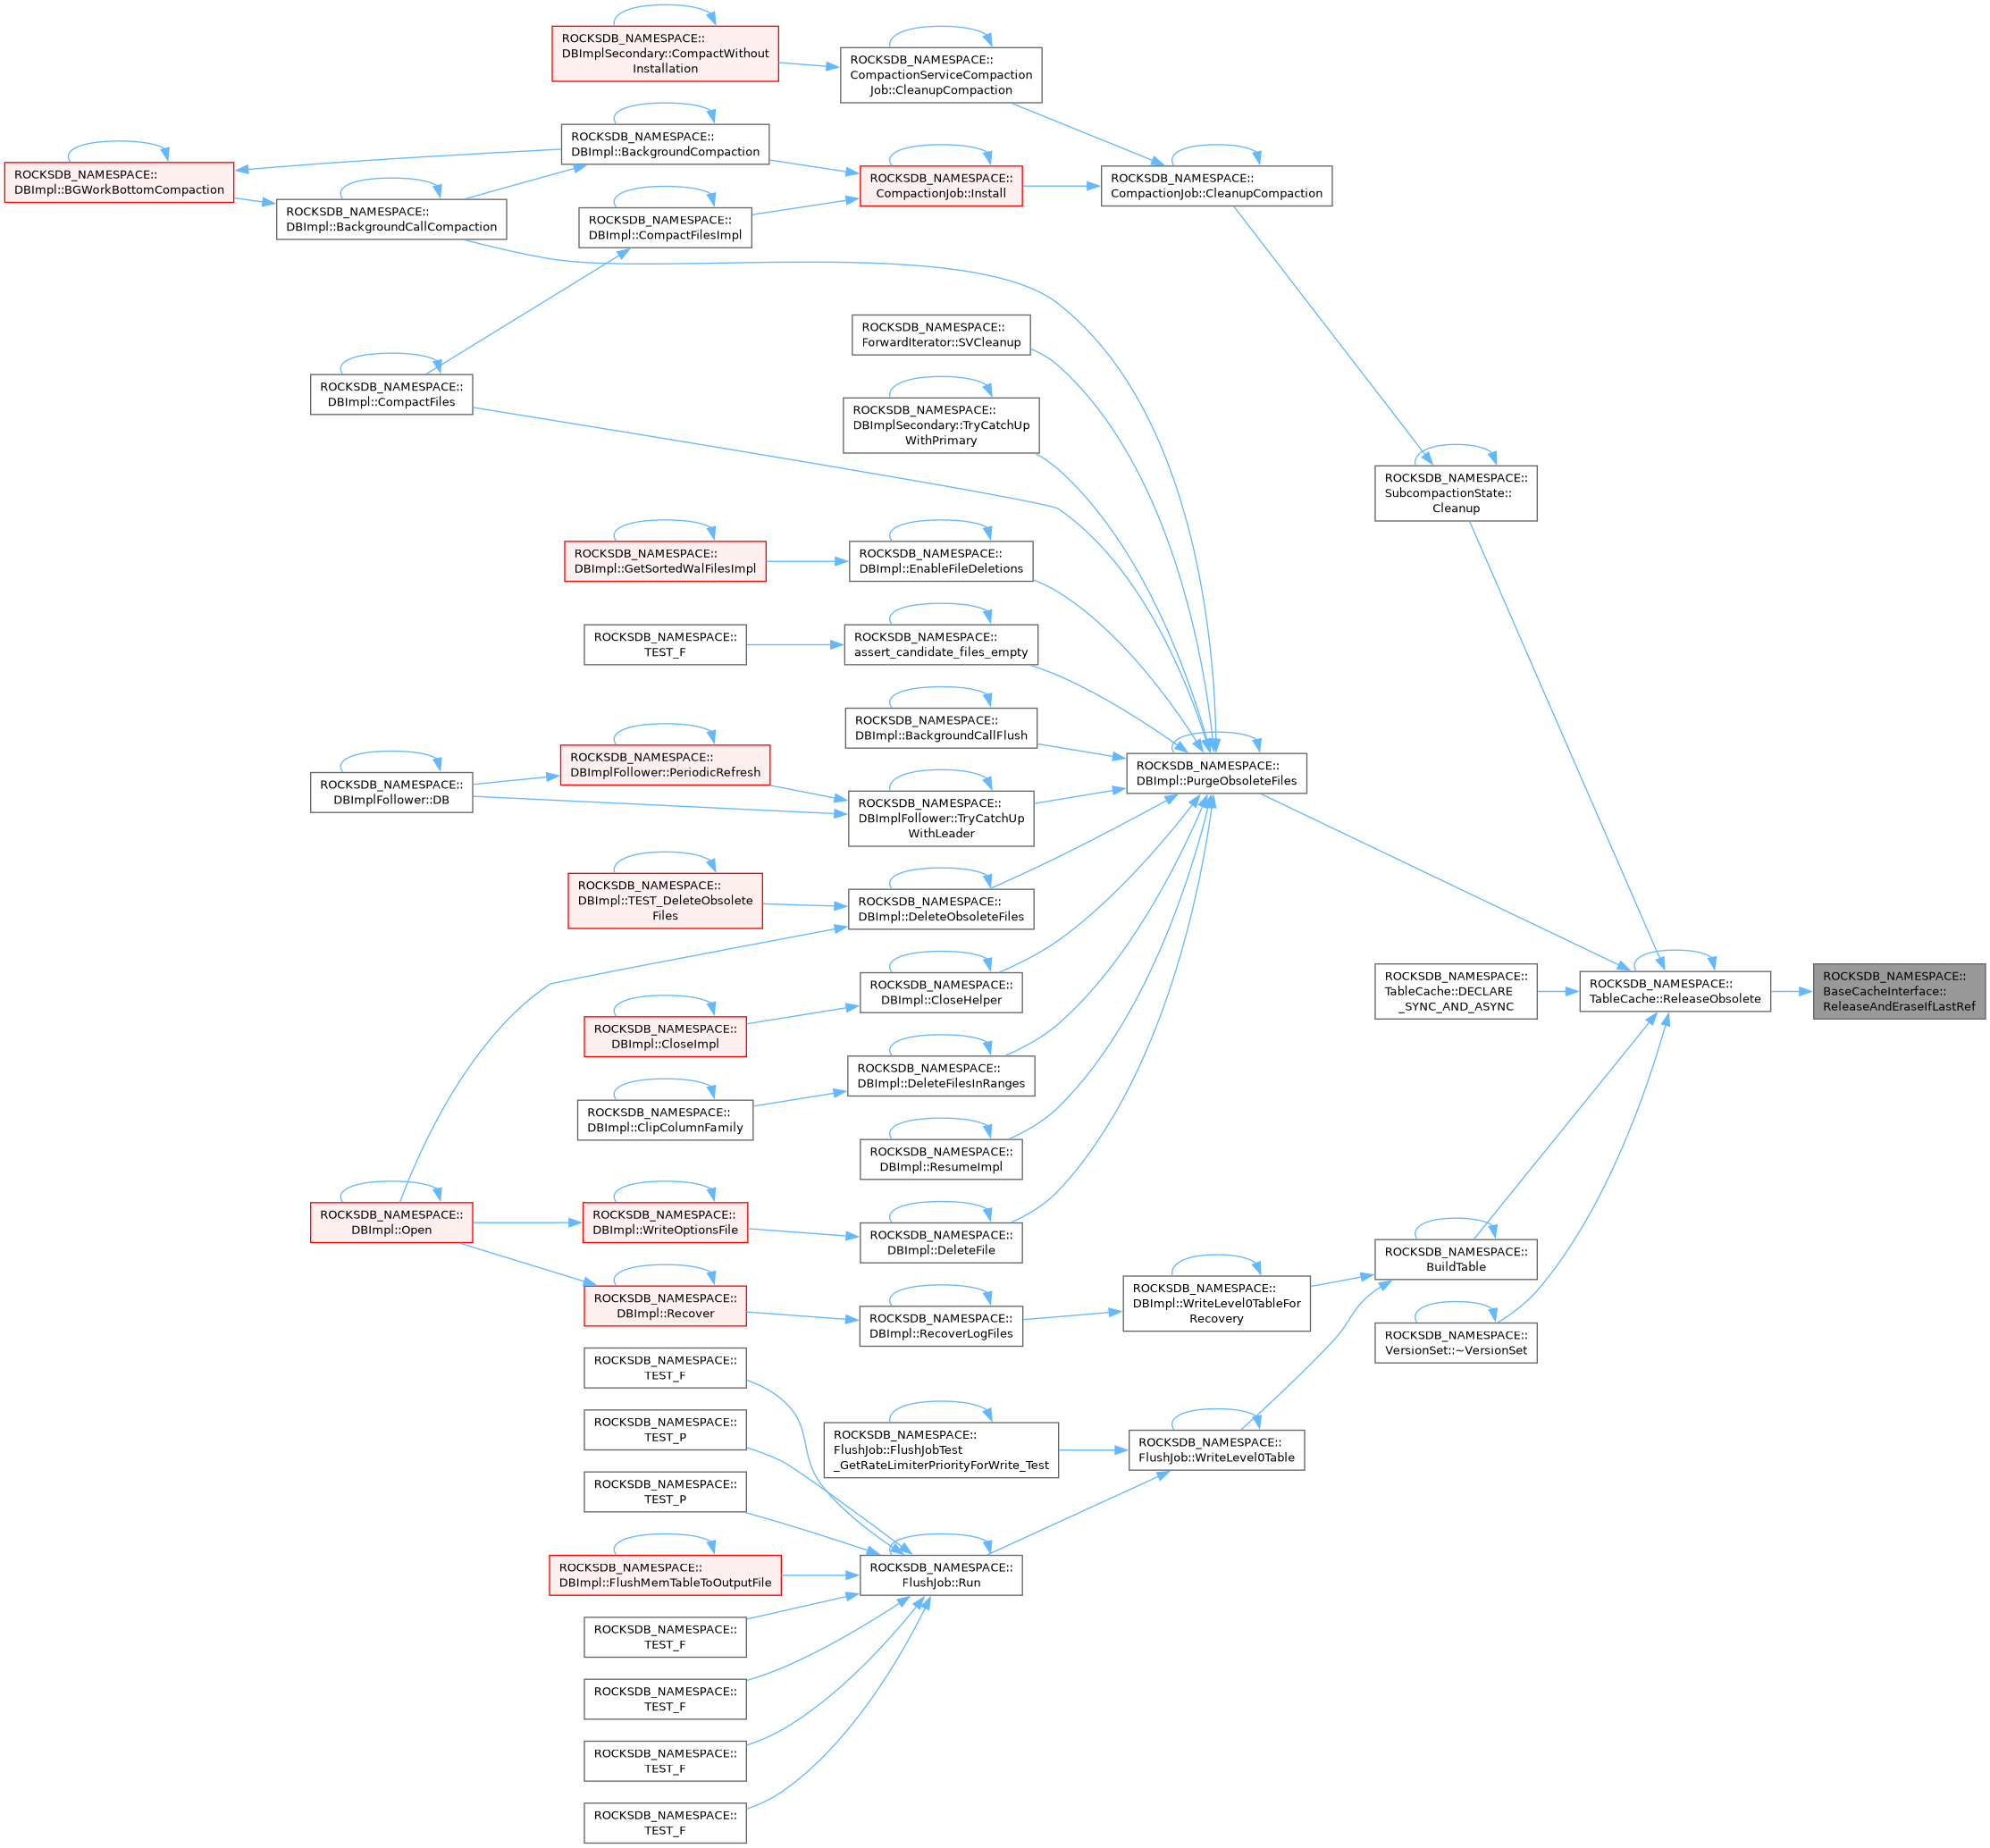 ROCKSDB_NAMESPACE::
DBImplSecondary::CompactWithout
Installation
ROCKSDB_NAMESPACE::
CompactionServiceCompaction
Job::CleanupCompaction
ROCKSDB_NAMESPACE::
DBImpl::BackgroundCompaction
ROCKSDB_NAMESPACE::
DBImpl::BGWorkBottomCompaction
ROCKSDB_NAMESPACE::
CompactionJob::Install
ROCKSDB_NAMESPACE::
CompactionJob::CleanupCompaction
ROCKSDB_NAMESPACE::
DBImpl::BackgroundCallCompaction
ROCKSDB_NAMESPACE::
DBImpl::CompactFilesImpl
ROCKSDB_NAMESPACE::
ForwardIterator::SVCleanup
ROCKSDB_NAMESPACE::
DBImpl::CompactFiles
ROCKSDB_NAMESPACE::
DBImplSecondary::TryCatchUp
WithPrimary
ROCKSDB_NAMESPACE::
SubcompactionState::
Cleanup
ROCKSDB_NAMESPACE::
DBImpl::GetSortedWalFilesImpl
ROCKSDB_NAMESPACE::
DBImpl::EnableFileDeletions
ROCKSDB_NAMESPACE::
TEST_F
ROCKSDB_NAMESPACE::
assert_candidate_files_empty
ROCKSDB_NAMESPACE::
DBImpl::BackgroundCallFlush
ROCKSDB_NAMESPACE::
DBImplFollower::PeriodicRefresh
ROCKSDB_NAMESPACE::
DBImpl::PurgeObsoleteFiles
ROCKSDB_NAMESPACE::
DBImplFollower::DB
ROCKSDB_NAMESPACE::
DBImplFollower::TryCatchUp
WithLeader
ROCKSDB_NAMESPACE::
DBImpl::TEST_DeleteObsolete
Files
ROCKSDB_NAMESPACE::
DBImpl::DeleteObsoleteFiles
ROCKSDB_NAMESPACE::
DBImpl::CloseHelper
ROCKSDB_NAMESPACE::
TableCache::DECLARE
_SYNC_AND_ASYNC
ROCKSDB_NAMESPACE::
TableCache::ReleaseObsolete
ROCKSDB_NAMESPACE::
BaseCacheInterface::
ReleaseAndEraseIfLastRef
ROCKSDB_NAMESPACE::
DBImpl::CloseImpl
ROCKSDB_NAMESPACE::
DBImpl::DeleteFilesInRanges
ROCKSDB_NAMESPACE::
DBImpl::ClipColumnFamily
ROCKSDB_NAMESPACE::
DBImpl::ResumeImpl
ROCKSDB_NAMESPACE::
DBImpl::Open
ROCKSDB_NAMESPACE::
DBImpl::WriteOptionsFile
ROCKSDB_NAMESPACE::
DBImpl::DeleteFile
ROCKSDB_NAMESPACE::
BuildTable
ROCKSDB_NAMESPACE::
DBImpl::Recover
ROCKSDB_NAMESPACE::
DBImpl::RecoverLogFiles
ROCKSDB_NAMESPACE::
DBImpl::WriteLevel0TableFor
Recovery
ROCKSDB_NAMESPACE::
VersionSet::~VersionSet
ROCKSDB_NAMESPACE::
TEST_F
ROCKSDB_NAMESPACE::
TEST_P
ROCKSDB_NAMESPACE::
FlushJob::FlushJobTest
_GetRateLimiterPriorityForWrite_Test
ROCKSDB_NAMESPACE::
FlushJob::WriteLevel0Table
ROCKSDB_NAMESPACE::
TEST_P
ROCKSDB_NAMESPACE::
DBImpl::FlushMemTableToOutputFile
ROCKSDB_NAMESPACE::
FlushJob::Run
ROCKSDB_NAMESPACE::
TEST_F
ROCKSDB_NAMESPACE::
TEST_F
ROCKSDB_NAMESPACE::
TEST_F
ROCKSDB_NAMESPACE::
TEST_F